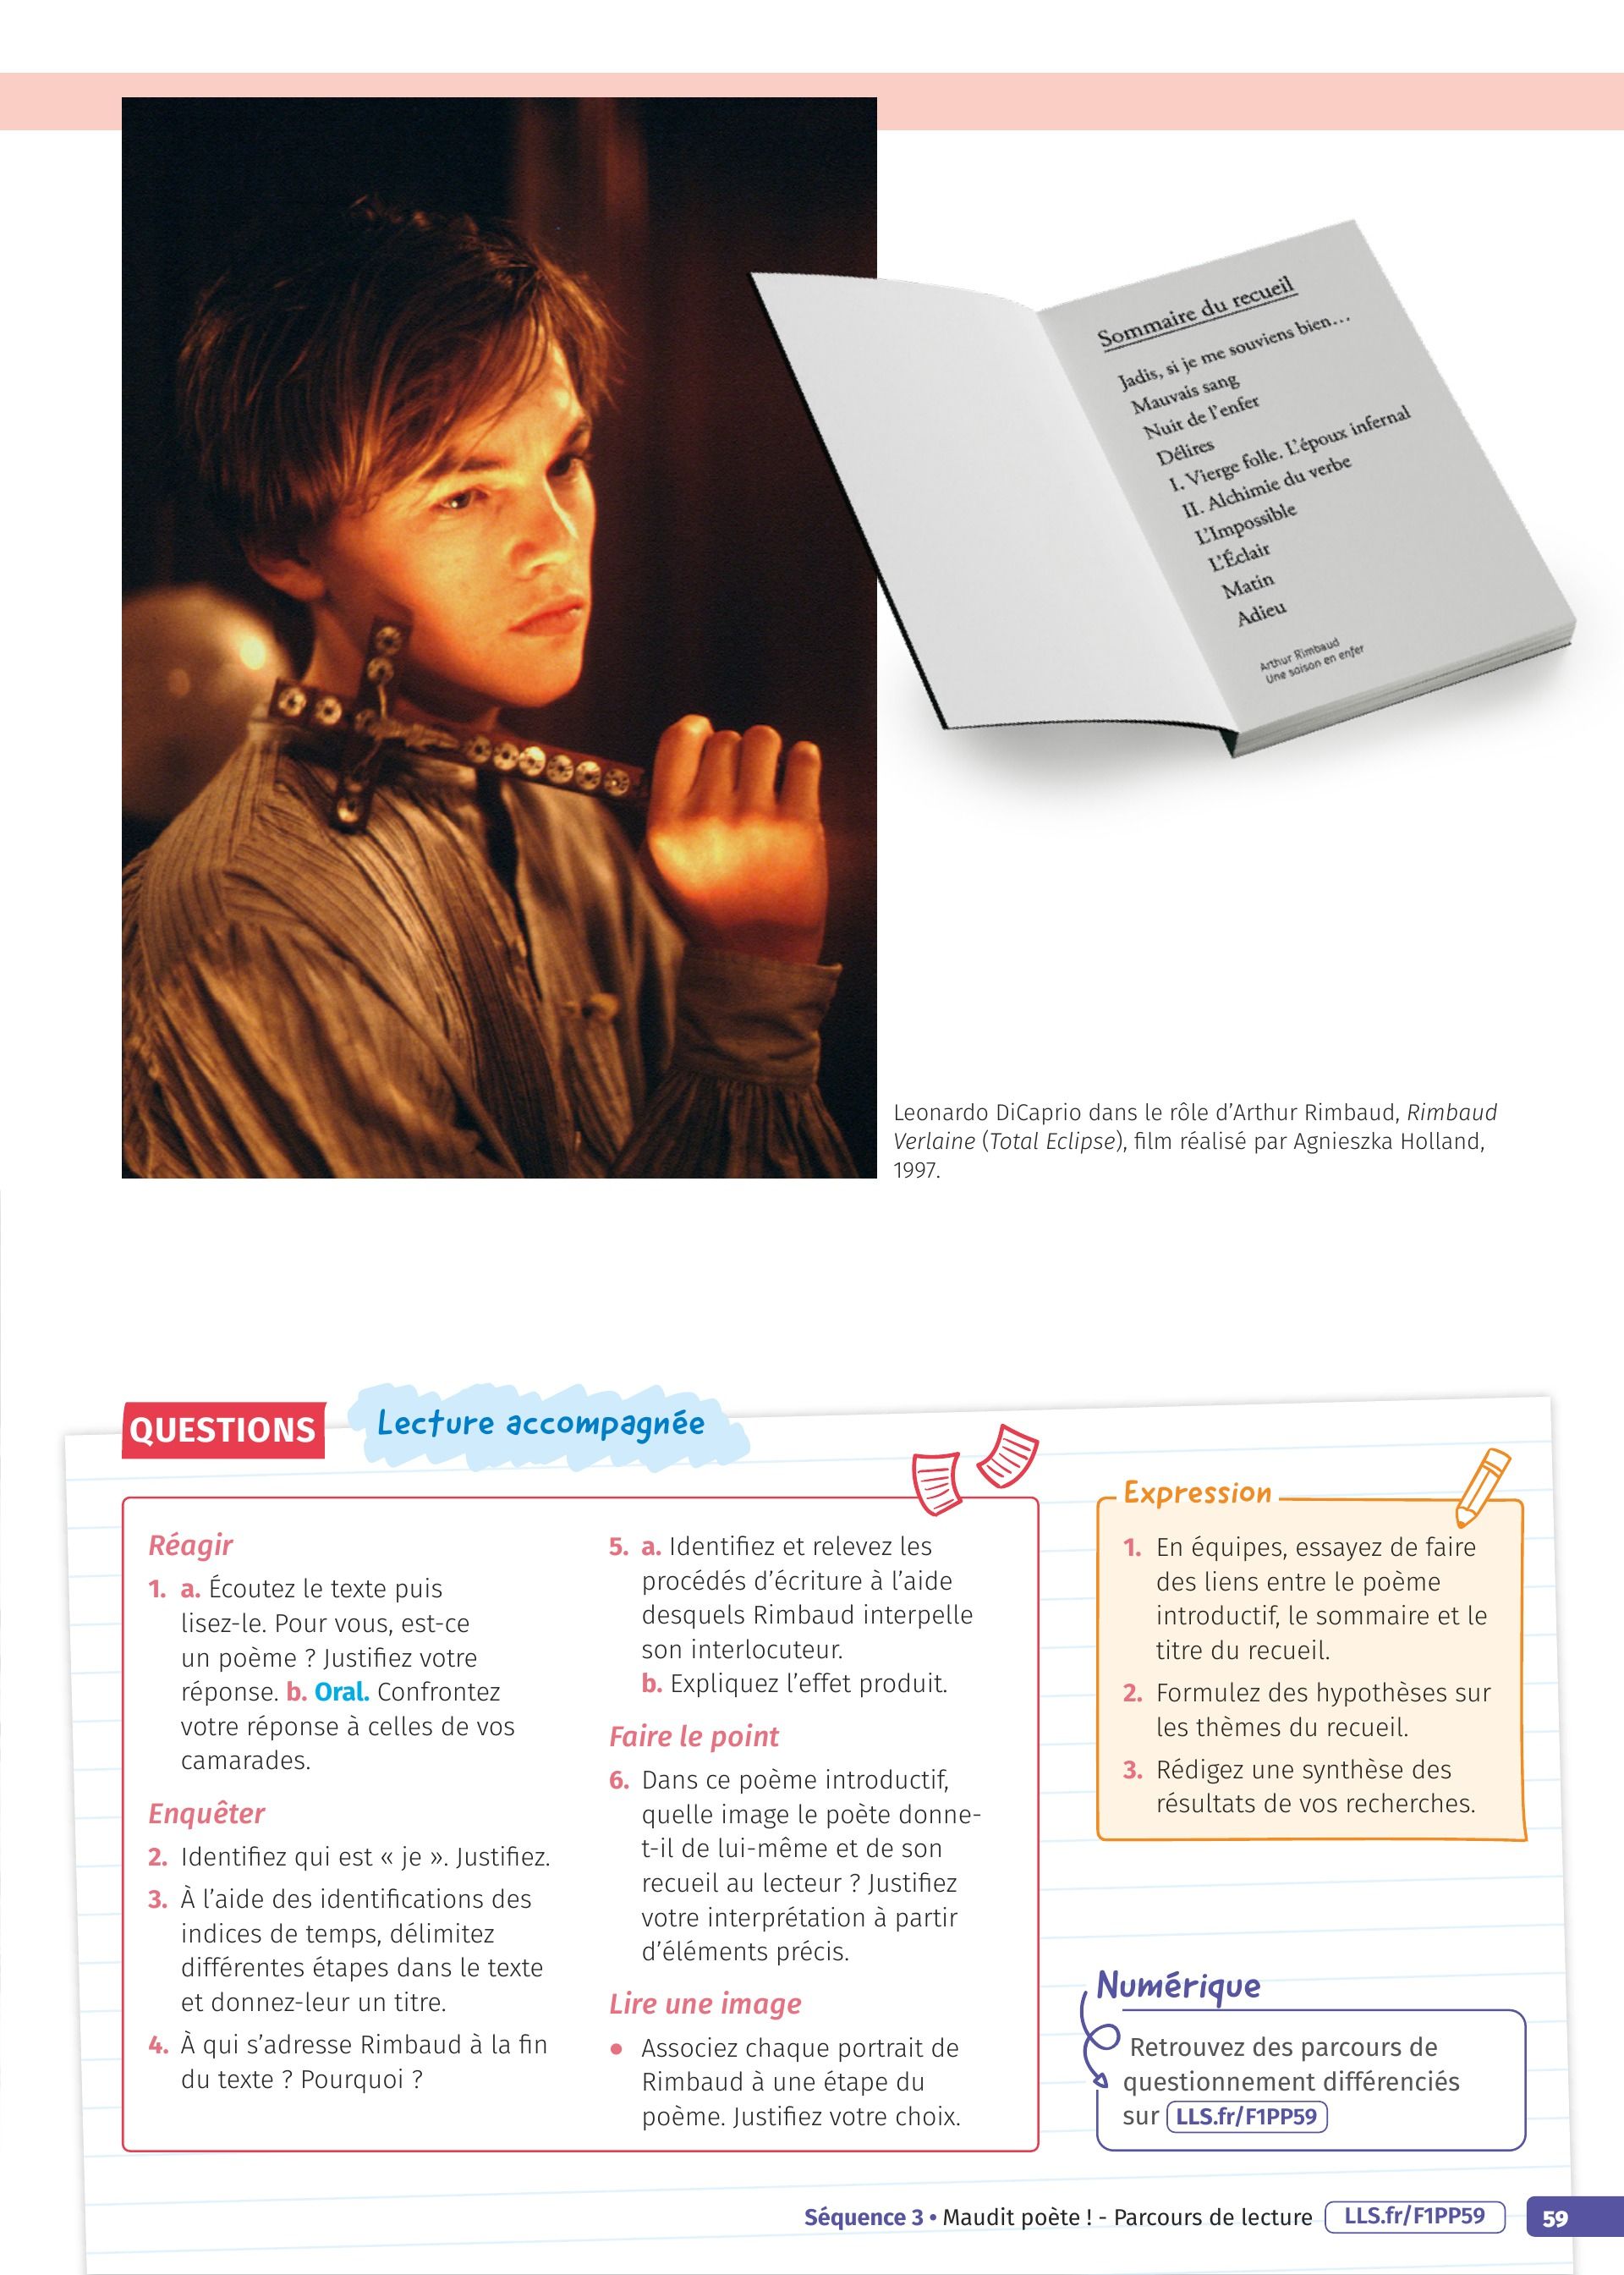 Sommaire du recueil
Jadis, si je me souviens bien...
Mauvais sang
Nuit de l'enfer
Délires
I. Vierge folle. L'époux infernal
II. Alchimie du verbe
L'Impossible
L'Éclair
Matin
Adieu
Arthur Rimbaud
Une saison en enfer
Leonardo DiCaprio dans le rôle d'Arthur Rimbaud, Rimbaud
Verlaine (Total Eclipse), film réalisé par Agnieszka Holland,
1997.
QUESTIONS
Lecture accompagnée
Réagir
1. a. Écoutez le texte puis
lisez-le. Pour vous, est-ce
un poème ? Justifiez votre
réponse. b. Oral. Confrontez
votre réponse à celles de vos
camarades.
Enquêter
2. Identifiez qui est « je ». Justifiez.
3. À l'aide des identifications des
indices de temps, délimitez
différentes étapes dans le texte
et donnez-leur un titre.
4. À qui s'adresse Rimbaud à la fin
du texte ? Pourquoi ?
5. a. Identifiez et relevez les
procédés d'écriture à l'aide
desquels Rimbaud interpelle
son interlocuteur.
b. Expliquez l'effet produit.
Faire le point
6. Dans ce poème introductif,
quelle image le poète donne-
t-il de lui-même et de son
recueil au lecteur ? Justifiez
votre interprétation à partir
d'éléments précis.
Lire une image
• Associez chaque portrait de
Rimbaud à une étape du
poème. Justifiez votre choix.
Expression
1. En équipes, essayez de faire
des liens entre le poème
introductif, le sommaire et le
titre du recueil.
2. Formulez des hypothèses sur
les thèmes du recueil.
3. Rédigez une synthèse des
résultats de vos recherches.
Numérique
Retrouvez des parcours de
questionnement différenciés
sur LLS.fr/F1PP59
Séquence 3 • Maudit poète ! - Parcours de lecture LLS.fr/F1PP59 59